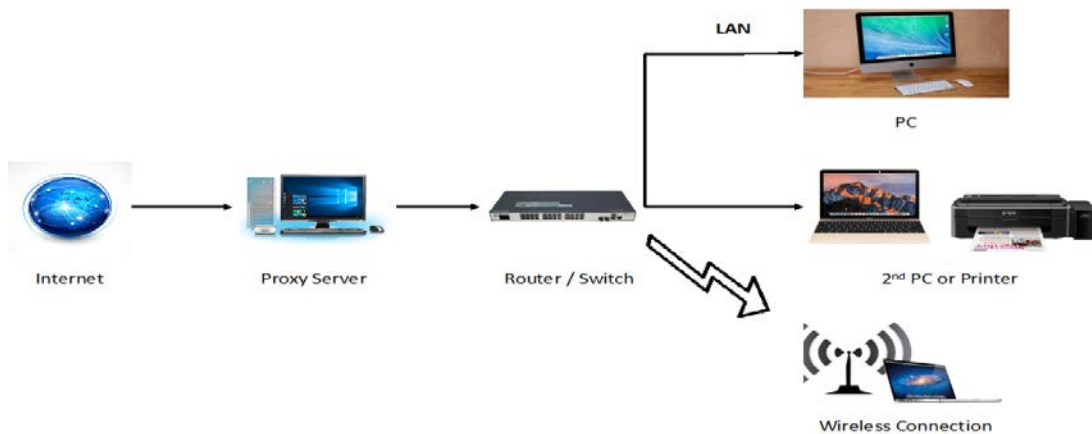 LAN
PC
Internet
Proxy Server
Router / Switch
2nd PC or Printer
Wireless Connection